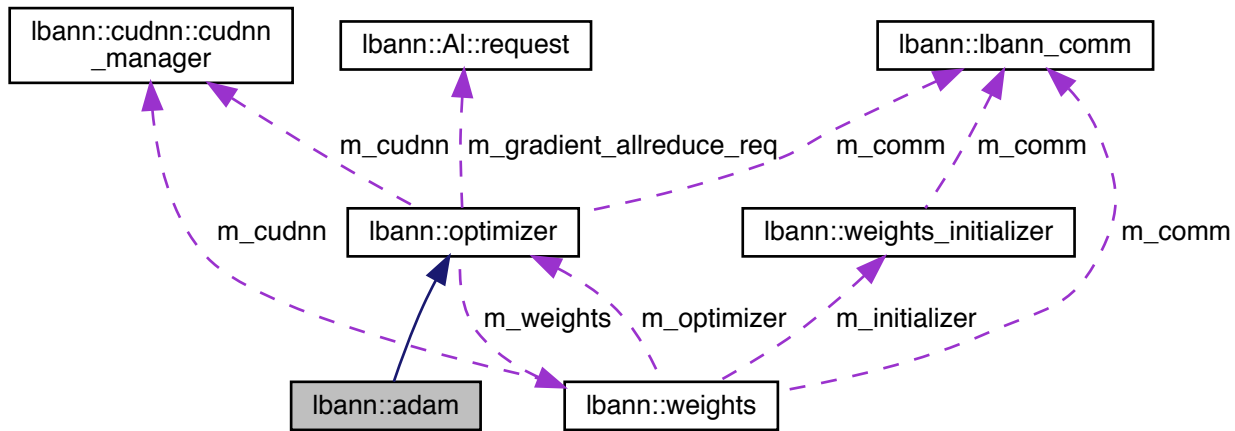 lbann::cudnn::cudnn
_manager
lbann::Al::request
lbann::lbann_comm
m_cudnn
m_gradient_allreduce_req
m_comm
m_comm
m_cudnn
lbann::optimizer
lbann::weights_initializer
m_comm
m_weights
m_optimizer
m_initializer
lbann::adam
lbann::weights